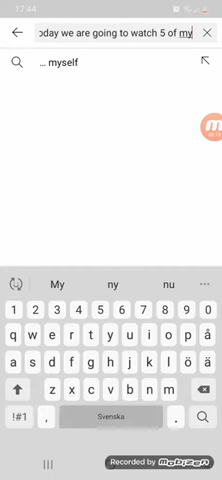 17:44
oday we are going to watch 5 of my
... myself
My ny nu ...
1 2 3 4 5 6 7 8 9 0
q w e r t y u i o p å
a s d f g h j k l ö ä
z x c v b n m
!#1 , Svenska .
Recorded by mobizen